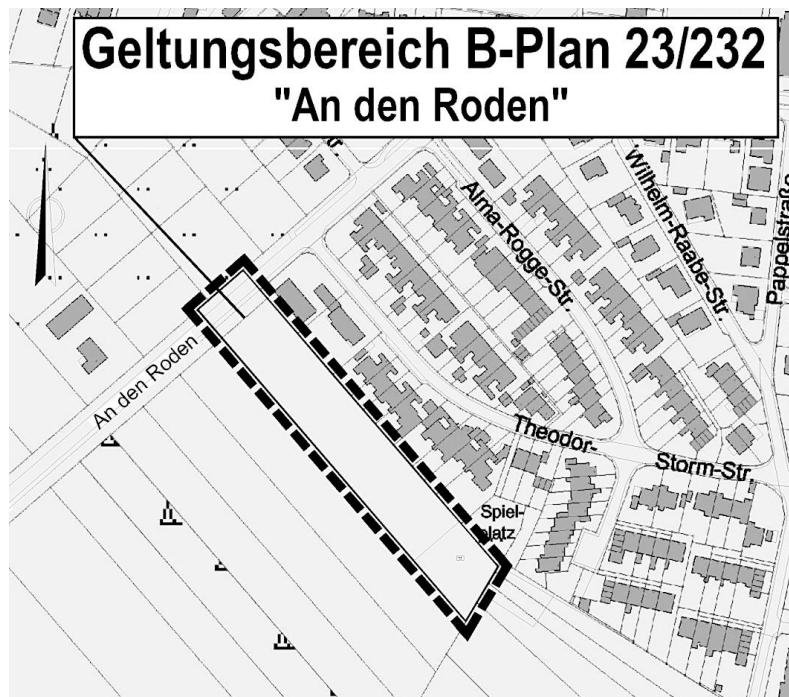 Geltungsbereich B-Plan 23/232
"An den Roden"
Str.
Alma-Rogge-Str.
Wilhelm-Raabe-Str.
Pappelstraße
An den Roden
Theodor-
Storm-Str.
Spiel-
platz